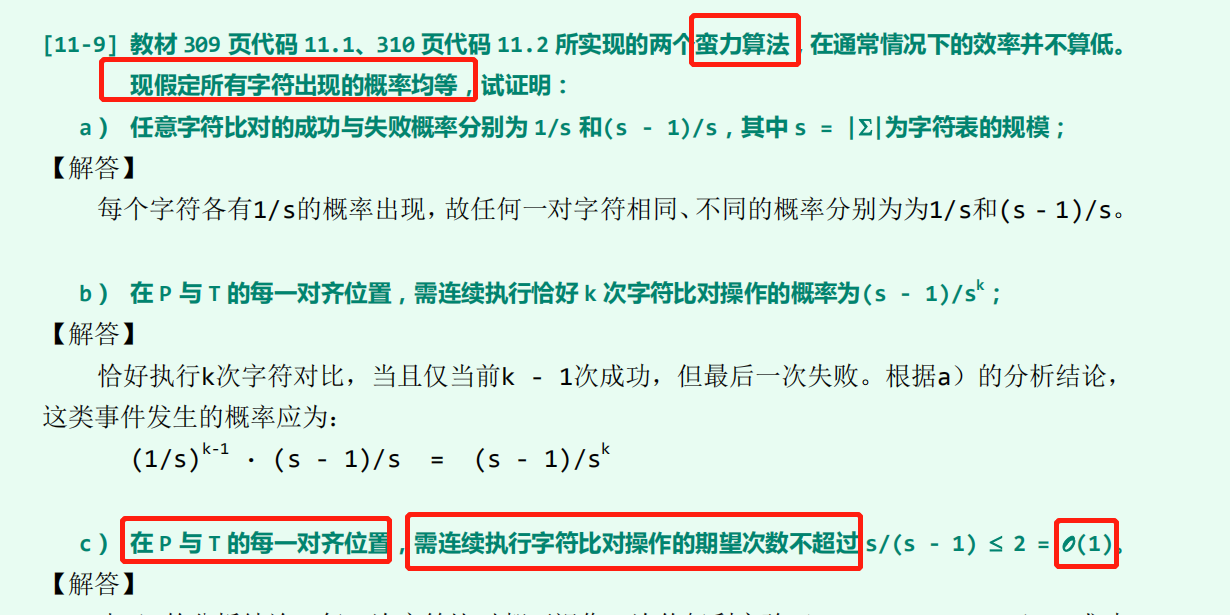 [11-9] 教材 309 页代码 11.1、310 页代码 11.2 所实现的两个蛮力算法，在通常情况下的效率并不算低。
现假定所有字符出现的概率均等，试证明：
a） 任意字符比对的成功与失败概率分别为 1/s 和(s - 1)/s，其中 s = |Σ|为字符表的规模；
【解答】
每个字符各有1/s的概率出现，故任何一对字符相同、不同的概率分别为为1/s和(s - 1)/s。
b） 在 P 与 T 的每一对齐位置，需连续执行恰好 k 次字符比对操作的概率为(s - 1)/s^k；
【解答】
恰好执行k次字符对比，当且仅当前k - 1次成功，但最后一次失败。根据a）的分析结论，
这类事件发生的概率应为：
(1/s)^(k-1) · (s - 1)/s = (s - 1)/s^k
c） 在 P 与 T 的每一对齐位置，需连续执行字符比对操作的期望次数不超过 s/(s - 1) ≤ 2 = O(1)。
【解答】